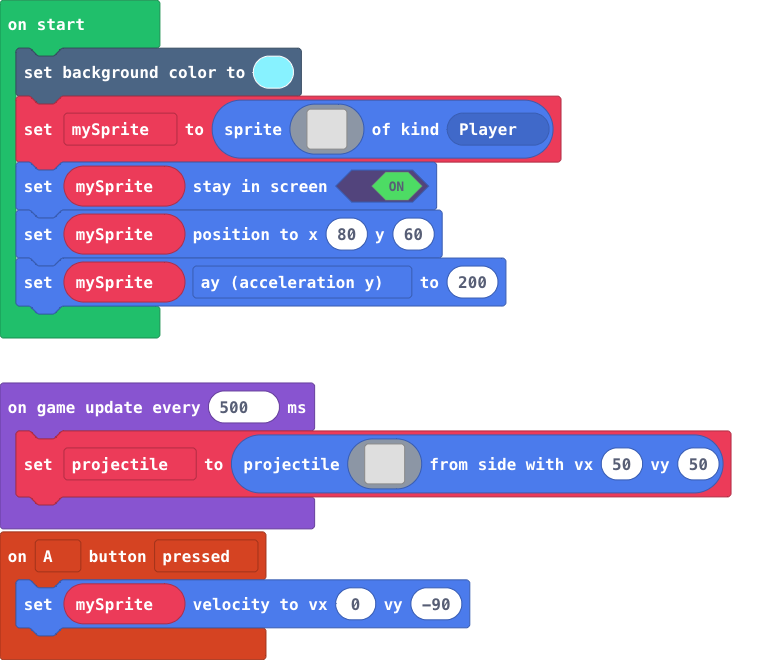 on start
set background color to
set mySprite to sprite of kind Player
set mySprite stay in screen ON
set mySprite position to x 80 y 60
set mySprite ay (acceleration y) to 200
on game update every 500 ms
set projectile to projectile from side with vx 50 vy 50
on A button pressed
set mySprite velocity to vx 0 vy −90